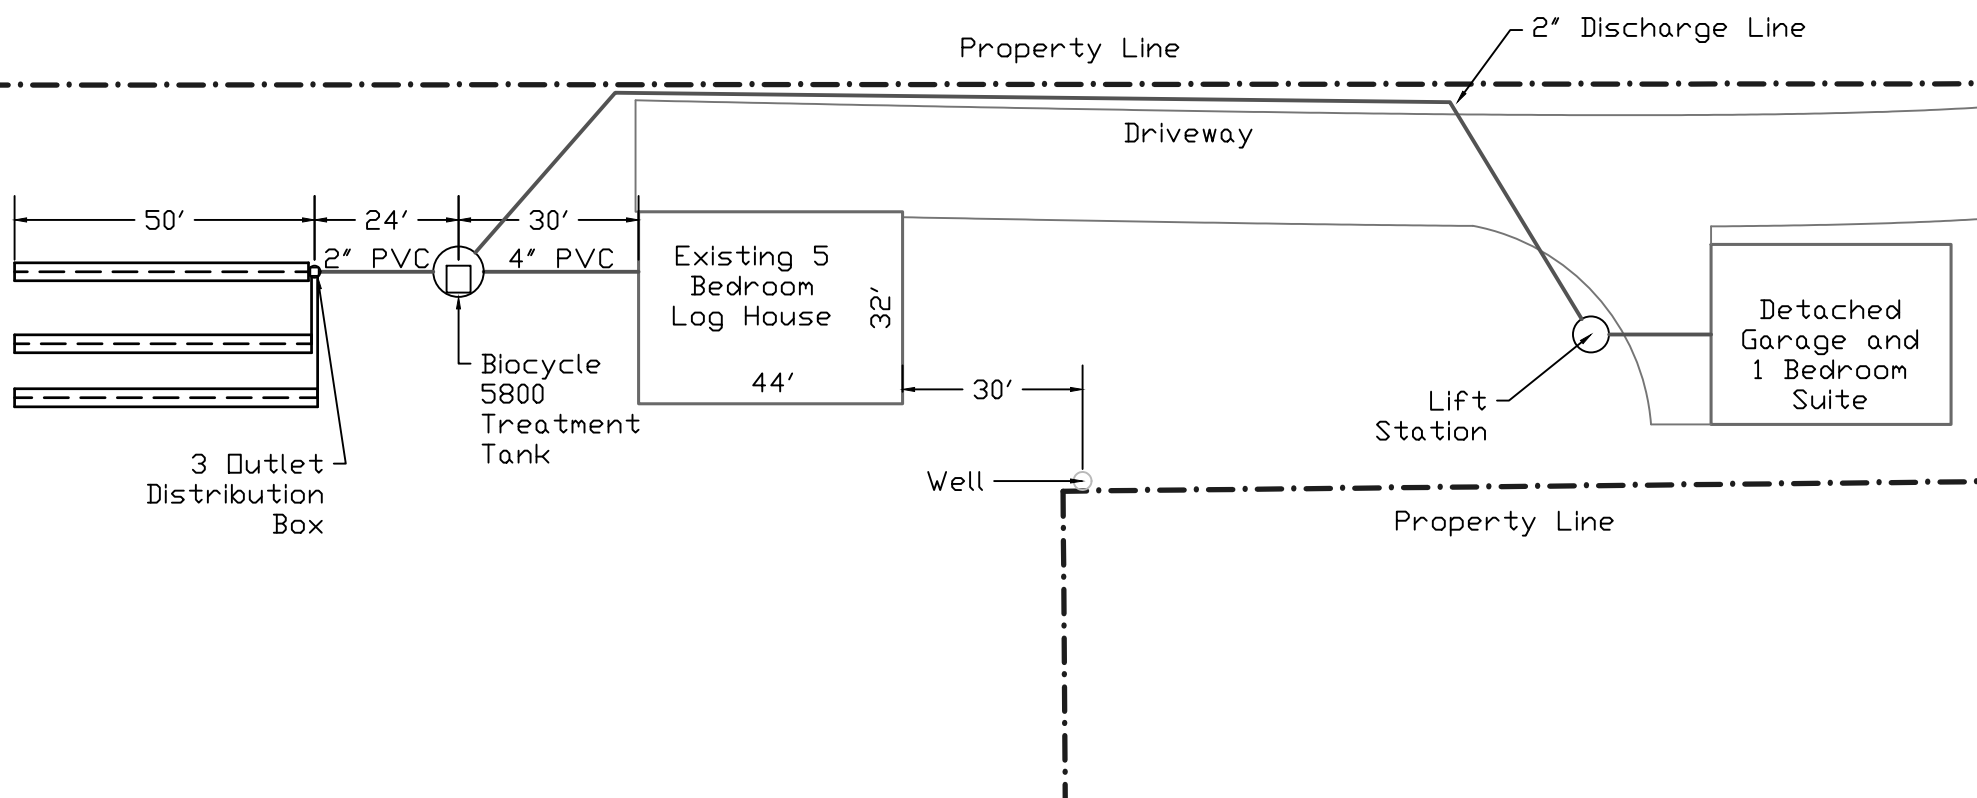 2" Discharge Line
Property Line
Driveway
50'
24'
30'
2" PVC
4" PVC
Existing 5
Bedroom
Log House
32'
44'
30'
Biocycle
5800
Treatment
Tank
3 Outlet
Distribution
Box
Well
Lift
Station
Detached
Garage and
1 Bedroom
Suite
Property Line